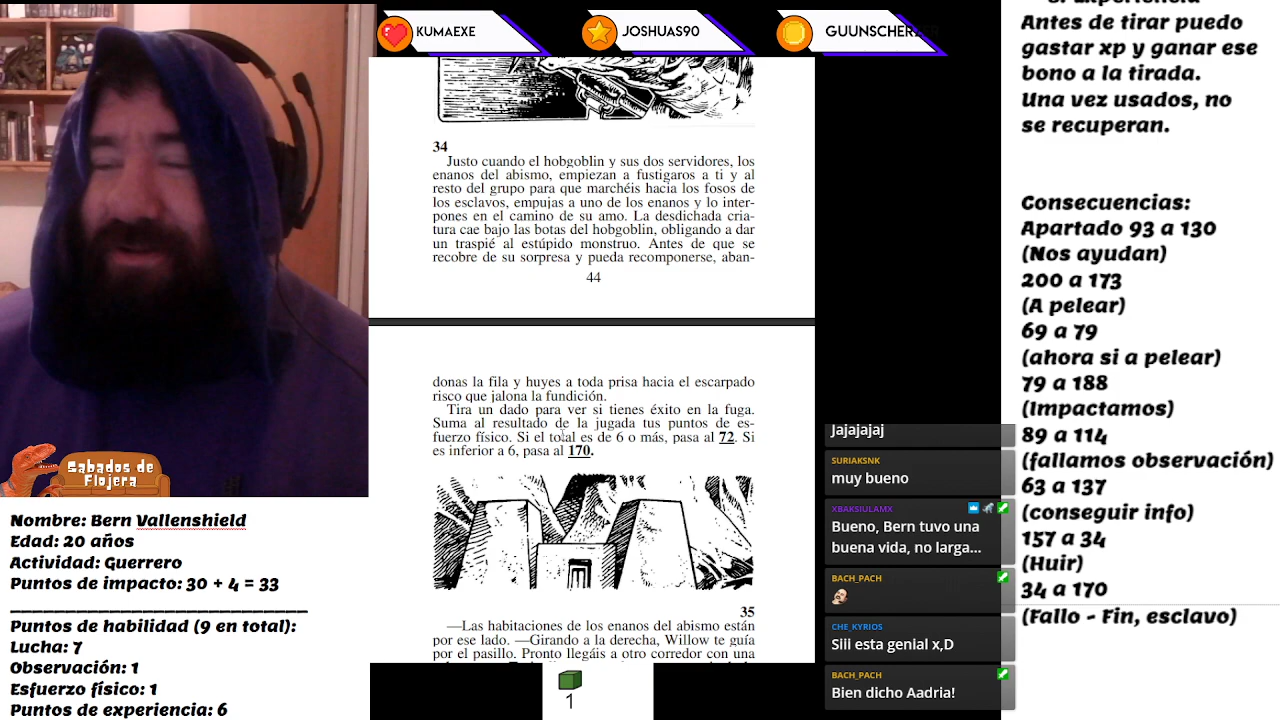 KUMAEXE
JOSHUAS90
GUUNSCHERZER
34
Justo cuando el hobgoblin y sus dos servidores, los
enanos del abismo, empiezan a fustigaros a ti y al
resto del grupo para que marchéis hacia los fosos de
los esclavos, empujas a uno de los enanos y lo inter-
pones en el camino de su amo. La desdichada cria-
tura cae bajo las botas del hobgoblin, obligando a dar
un traspié al estúpido monstruo. Antes de que se
recobre de su sorpresa y pueda recomponerse, aban-
44
donas la fila y huyes a toda prisa hacia el escarpado
risco que jalona la fundición.
Tira un dado para ver si tienes éxito en la fuga.
Suma al resultado de la jugada tus puntos de es-
fuerzo físico. Si el total es de 6 o más, pasa al 72. Si
es inferior a 6, pasa al 170.
35
—Las habitaciones de los enanos del abismo están
por ese lado. —Girando a la derecha, Willow te guía
por el pasillo. Pronto llegáis a otro corredor con una
1
Sabados de
Flojera
Nombre: Bern Vallenshield
Edad: 20 años
Actividad: Guerrero
Puntos de impacto: 30 + 4 = 33
Puntos de habilidad (9 en total):
Lucha: 7
Observación: 1
Esfuerzo físico: 1
Puntos de experiencia: 6
Jajajajaj
SURIAKSNK
muy bueno
XBAKSIULAMX
Bueno, Bern tuvo una
buena vida, no larga...
BACH_PACH
CHE_KYRIOS
Siii esta genial x,D
BACH_PACH
Bien dicho Aadria!
Antes de tirar puedo
gastar xp y ganar ese
bono a la tirada.
Una vez usados, no
se recuperan.
Consecuencias:
Apartado 93 a 130
(Nos ayudan)
200 a 173
(A pelear)
69 a 79
(ahora si a pelear)
79 a 188
(Impactamos)
89 a 114
(fallamos observación)
63 a 137
(conseguir info)
157 a 34
(Huir)
34 a 170
(Fallo - Fin, esclavo)